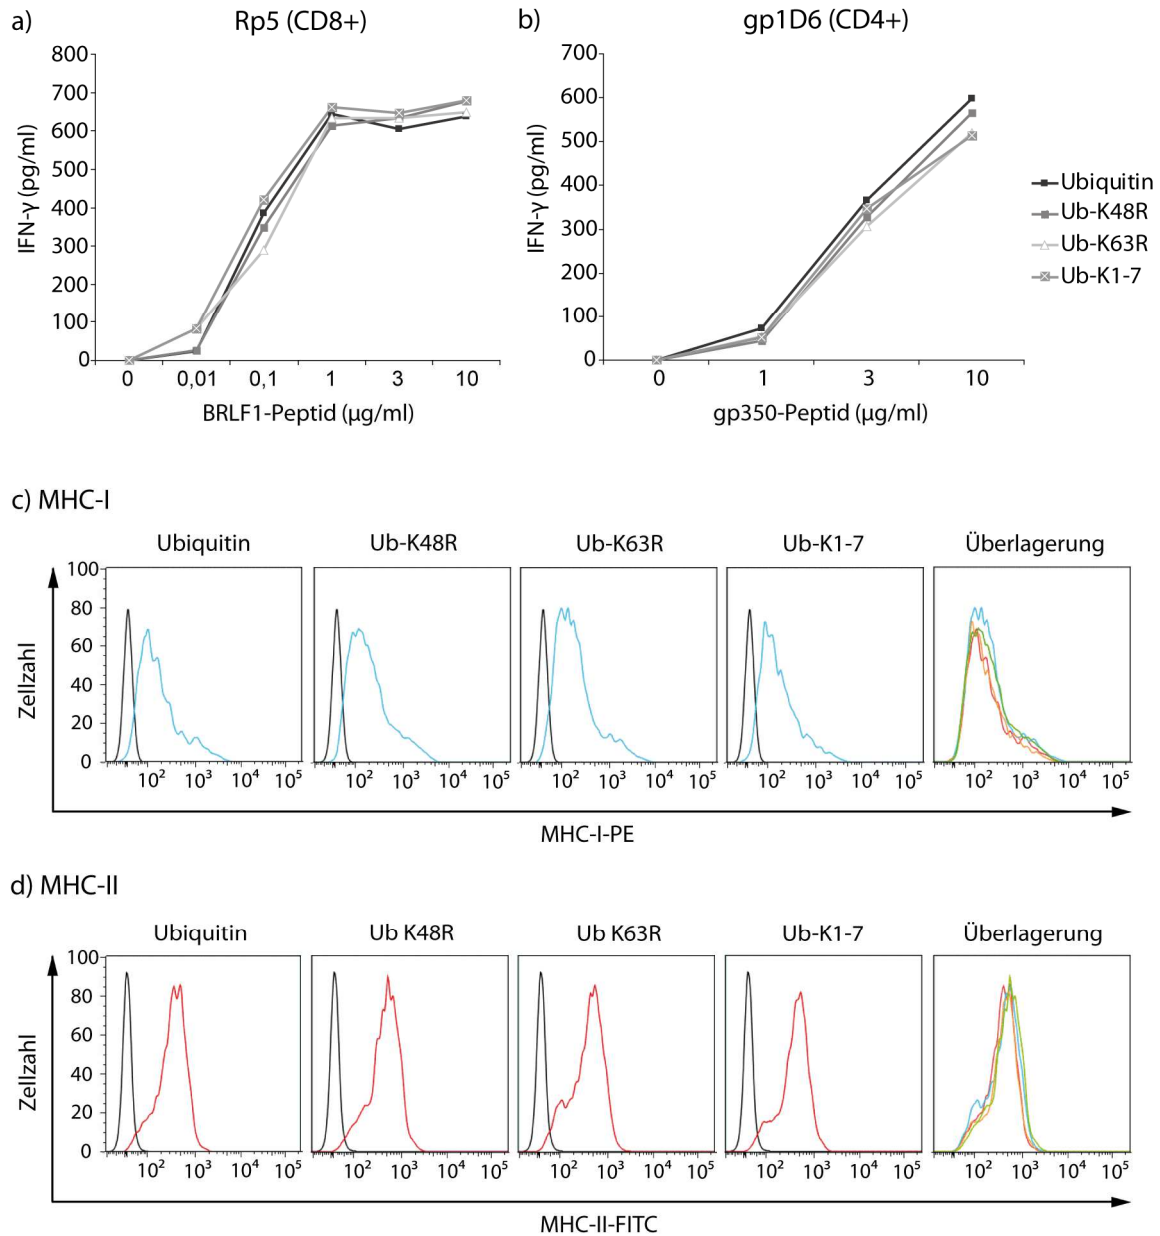 a) Rp5 (CD8+)
IFN-γ (pg/ml)
800
700
600
500
400
300
200
100
0
0 0,01 0,1 1 3 10
BRLF1-Peptid (µg/ml)
b) gp1D6 (CD4+)
IFN-γ (pg/ml)
700
600
500
400
300
200
100
0
0 1 3 10
gp350-Peptid (µg/ml)
Ubiquitin
Ub-K48R
Ub-K63R
Ub-K1-7
c) MHC-I
Ubiquitin Ub-K48R Ub-K63R Ub-K1-7 Überlagerung
Zellzahl
100
80
60
40
20
0
10² 10³ 10⁴ 10⁵ 10² 10³ 10⁴ 10⁵ 10² 10³ 10⁴ 10⁵ 10² 10³ 10⁴ 10⁵ 10² 10³ 10⁴ 10⁵
MHC-I-PE
d) MHC-II
Ubiquitin Ub K48R Ub K63R Ub-K1-7 Überlagerung
Zellzahl
100
80
60
40
20
0
10² 10³ 10⁴ 10⁵ 10² 10³ 10⁴ 10⁵ 10² 10³ 10⁴ 10⁵ 10² 10³ 10⁴ 10⁵ 10² 10³ 10⁴ 10⁵
MHC-II-FITC